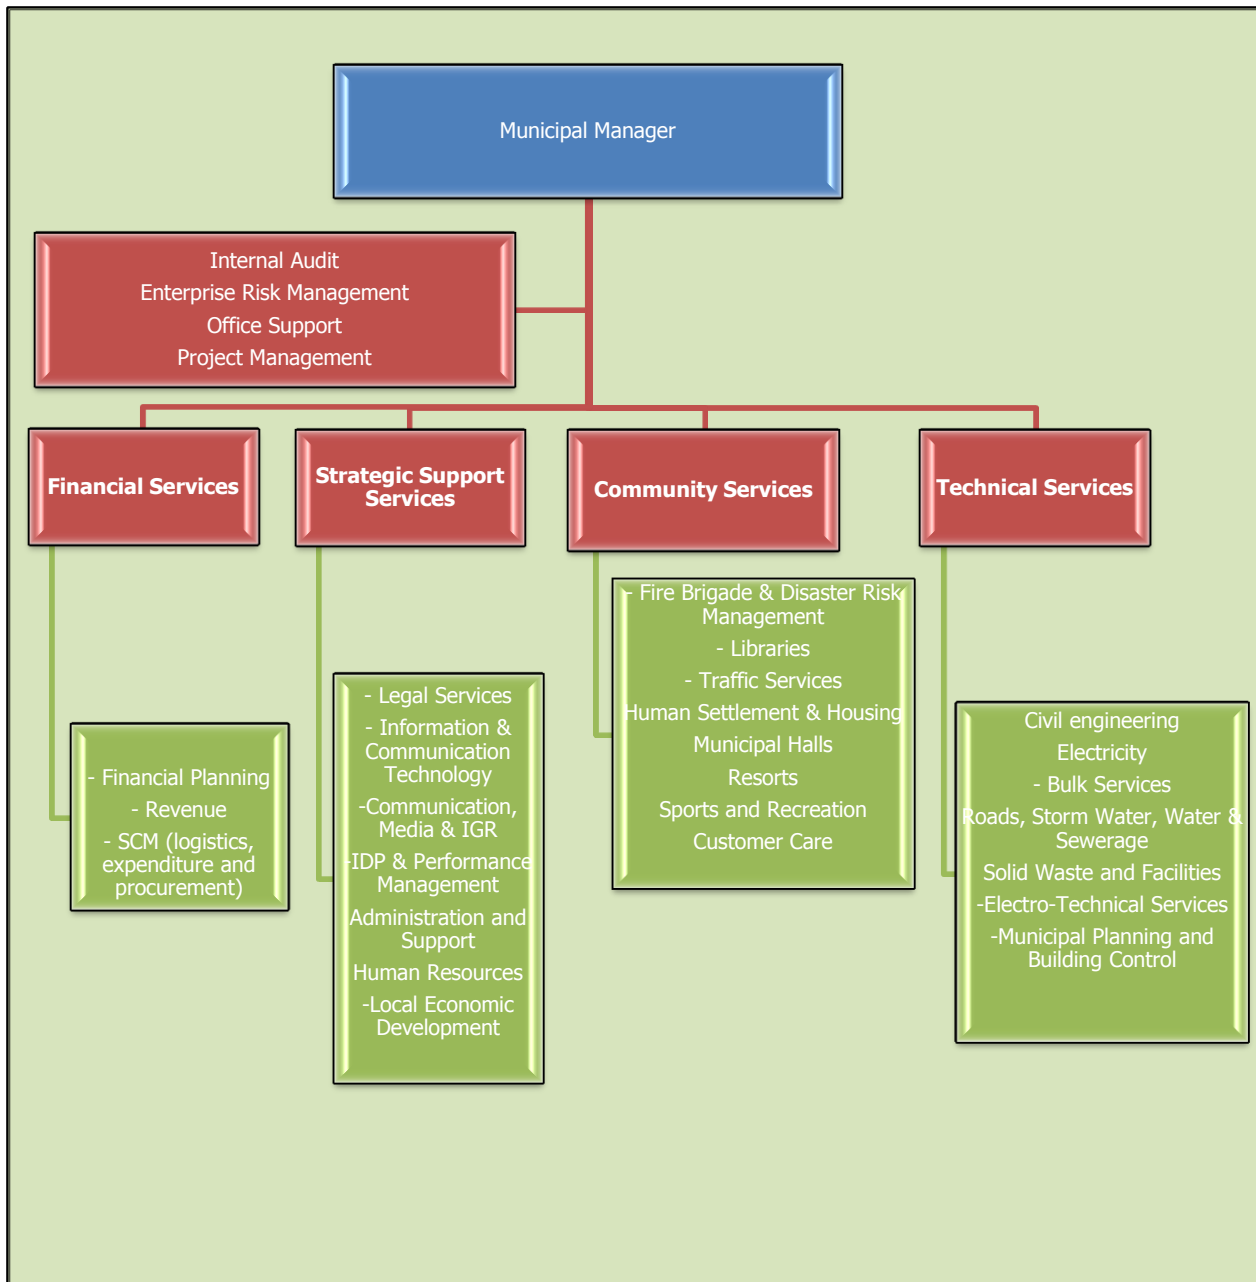 Municipal Manager
Internal Audit
Enterprise Risk Management
Office Support
Project Management
Financial Services
Strategic Support
Services
Community Services
Technical Services
- Financial Planning
- Revenue
- SCM (logistics,
expenditure and
procurement)
- Legal Services
- Information &
Communication
Technology
-Communication,
Media & IGR
-IDP & Performance
Management
Administration and
Support
Human Resources
-Local Economic
Development
- Fire Brigade & Disaster Risk
Management
- Libraries
- Traffic Services
Human Settlement & Housing
Municipal Halls
Resorts
Sports and Recreation
Customer Care
Civil engineering
Electricity
- Bulk Services
Roads, Storm Water, Water &
Sewerage
Solid Waste and Facilities
-Electro-Technical Services
-Municipal Planning and
Building Control